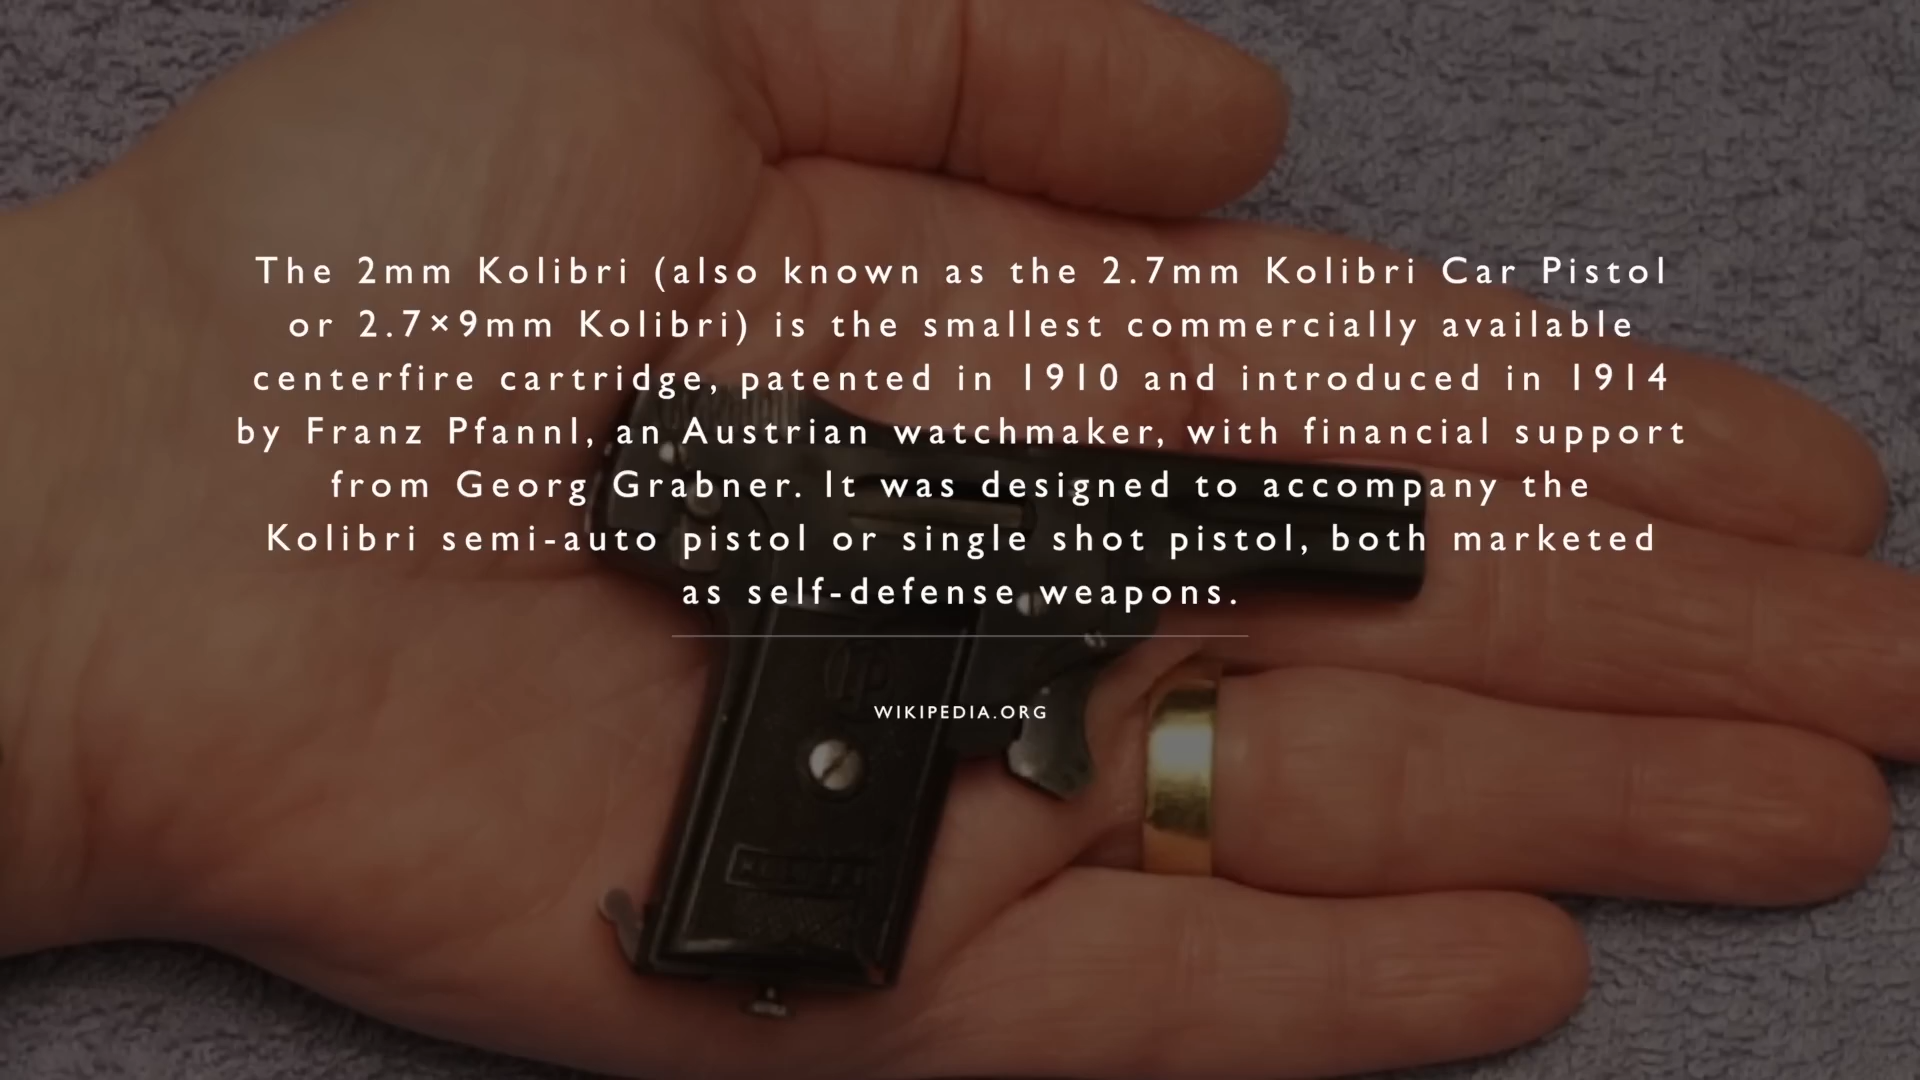 The 2mm Kolibri (also known as the 2.7mm Kolibri Car Pistol
or 2.7×9mm Kolibri) is the smallest commercially available
centerfire cartridge, patented in 1910 and introduced in 1914
by Franz Pfannl, an Austrian watchmaker, with financial support
from Georg Grabner. It was designed to accompany the
Kolibri semi-auto pistol or single shot pistol, both marketed
as self-defense weapons.
WIKIPEDIA.ORG